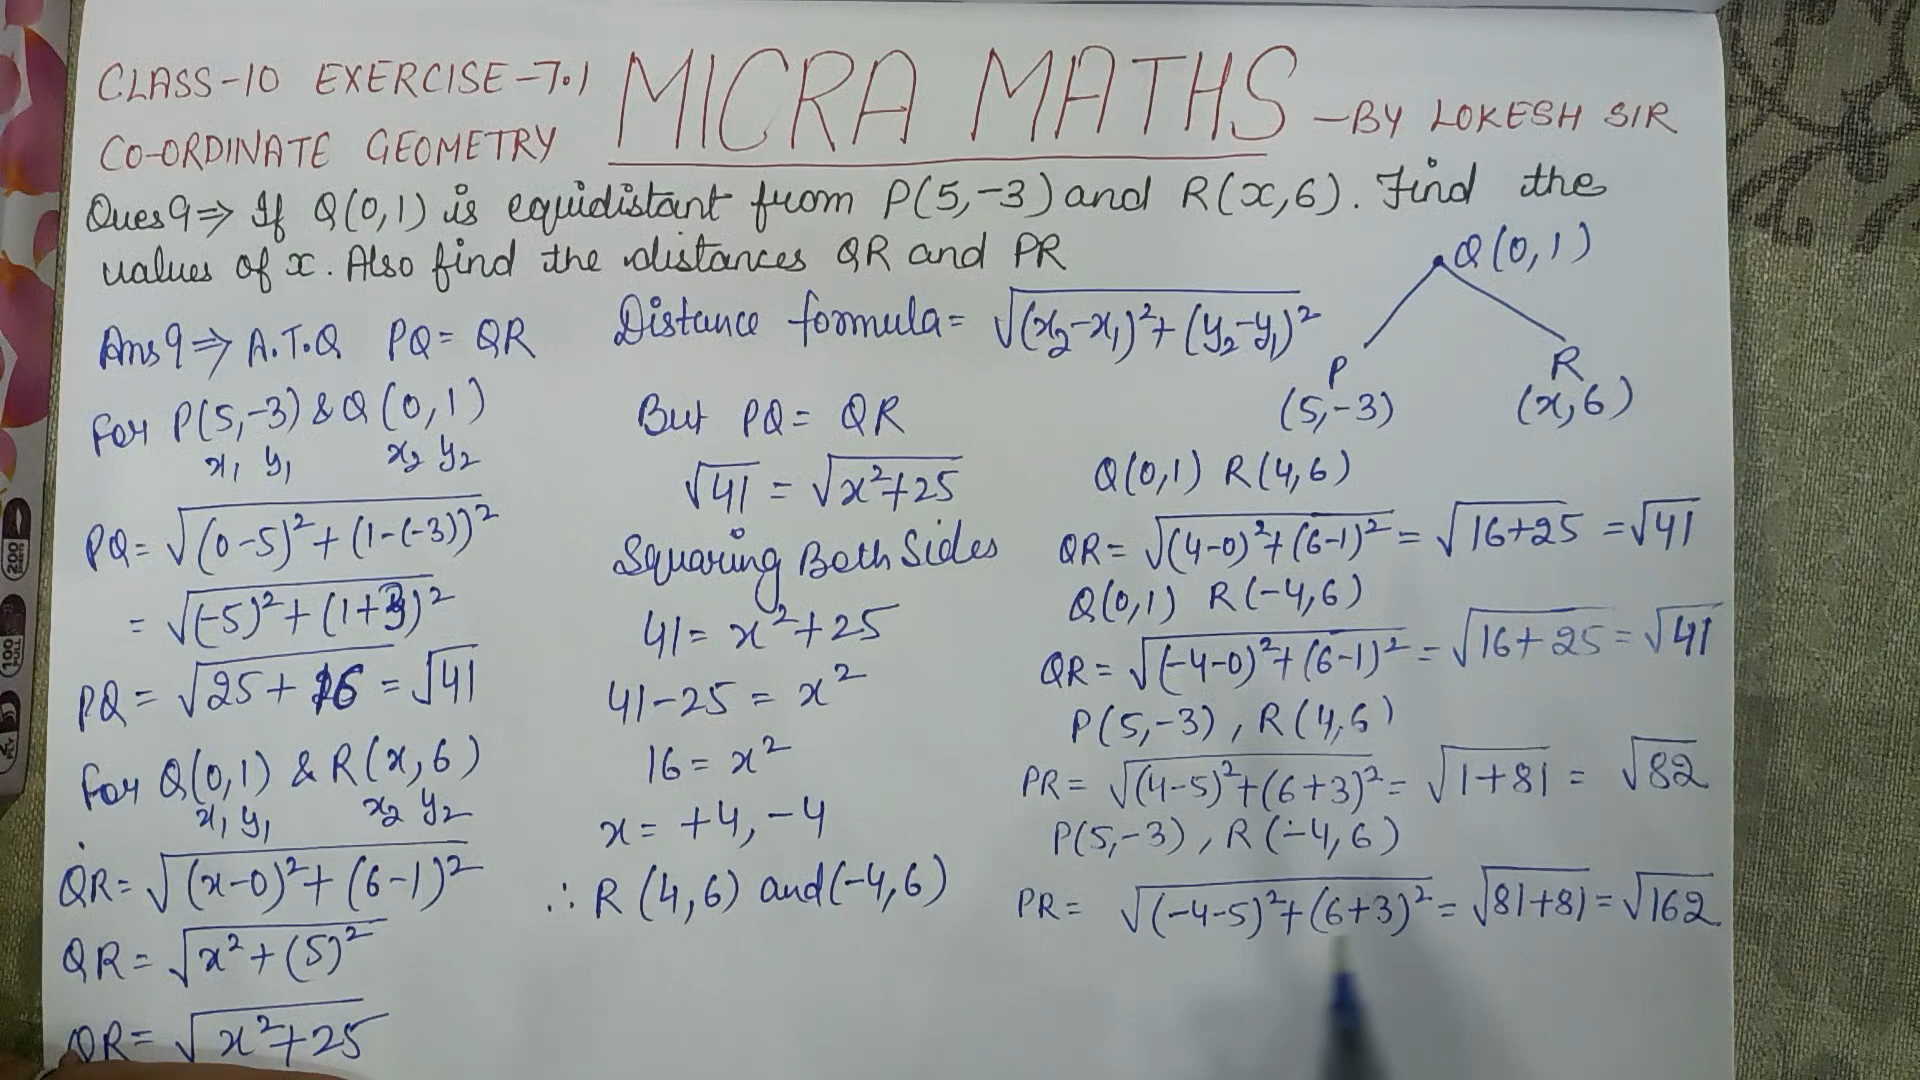 CLASS-10 EXERCISE-7.1
CO-ORDINATE GEOMETRY
MICRA MATHS
-BY LOKESH SIR
Ques 9⇒ If Q(0,1) is equidistant from P(5,-3) and R(x,6). Find the
values of x. Also find the distances QR and PR
Q(0,1)
P
(5,-3)
R
(x,6)
Ans 9⇒ A.T.Q PQ= QR
For P(5,-3) & Q(0,1)
x₁ y₁ x₂ y₂
PQ= √(0-5)²+(1-(-3))²
= √(-5)²+(1+3)²
PQ= √25+16 = √41
For Q(0,1) & R(x,6)
x₁ y₁ x₂ y₂
QR= √(x-0)²+(6-1)²
QR= √x²+(5)²
QR= √x²+25
Distance formula= √(x₂-x₁)²+(y₂-y₁)²
But PQ= QR
√41 = √x²+25
Squaring Both Sides
41= x²+25
41-25 = x²
16= x²
x= +4,-4
∴ R(4,6) and(-4,6)
Q(0,1) R(4,6)
QR= √(4-0)²+(6-1)² = √16+25 = √41
Q(0,1) R(-4,6)
QR= √(-4-0)²+(6-1)² = √16+25 = √41
P(5,-3), R(4,6)
PR= √(4-5)²+(6+3)² = √1+81 = √82
P(5,-3), R(-4,6)
PR= √(-4-5)²+(6+3)² = √81+81 = √162
200
100